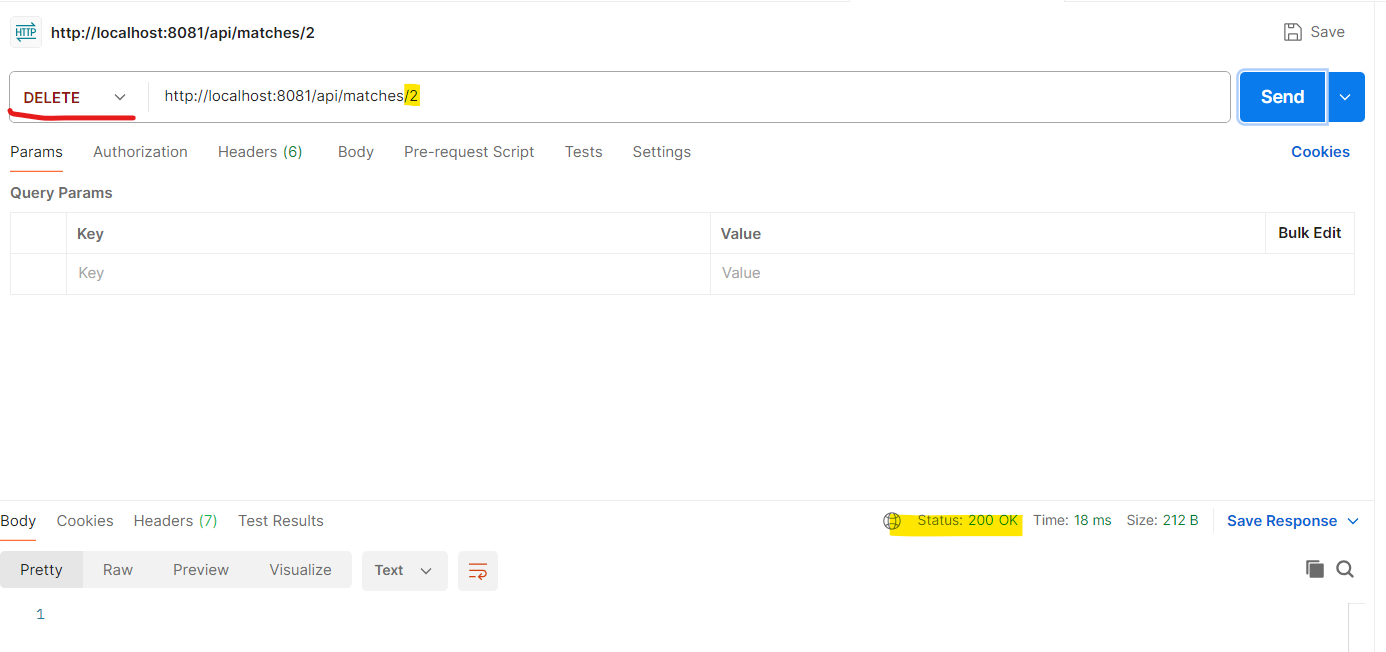 HTTP http://localhost:8081/api/matches/2 Save
DELETE http://localhost:8081/api/matches/2 Send
Params Authorization Headers (6) Body Pre-request Script Tests Settings Cookies
Query Params
Key Value Bulk Edit
Key Value
Body Cookies Headers (7) Test Results Status: 200 OK Time: 18 ms Size: 212 B Save Response
Pretty Raw Preview Visualize Text
1